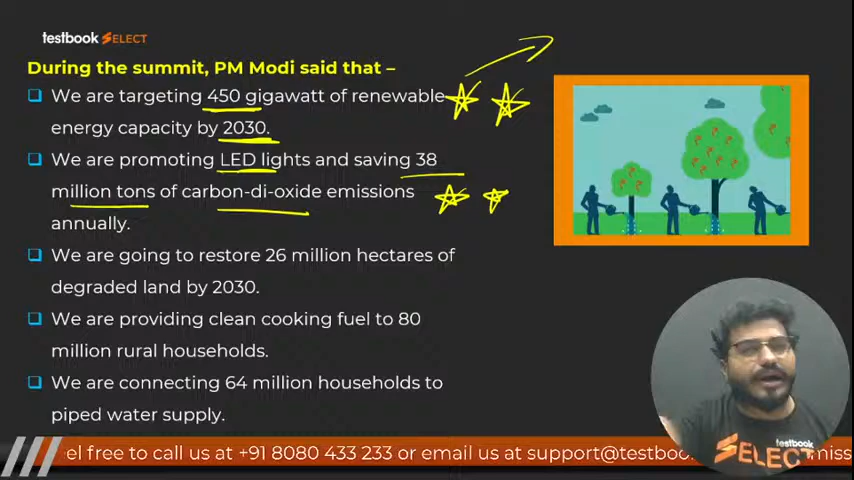 testbook SELECT
During the summit, PM Modi said that –
We are targeting 450 gigawatt of renewable
energy capacity by 2030.
We are promoting LED lights and saving 38
million tons of carbon-di-oxide emissions
annually.
We are going to restore 26 million hectares of
degraded land by 2030.
We are providing clean cooking fuel to 80
million rural households.
We are connecting 64 million households to
piped water supply.
testbook
SELECT
el free to call us at +91 8080 433 233 or email us at support@testboo miss